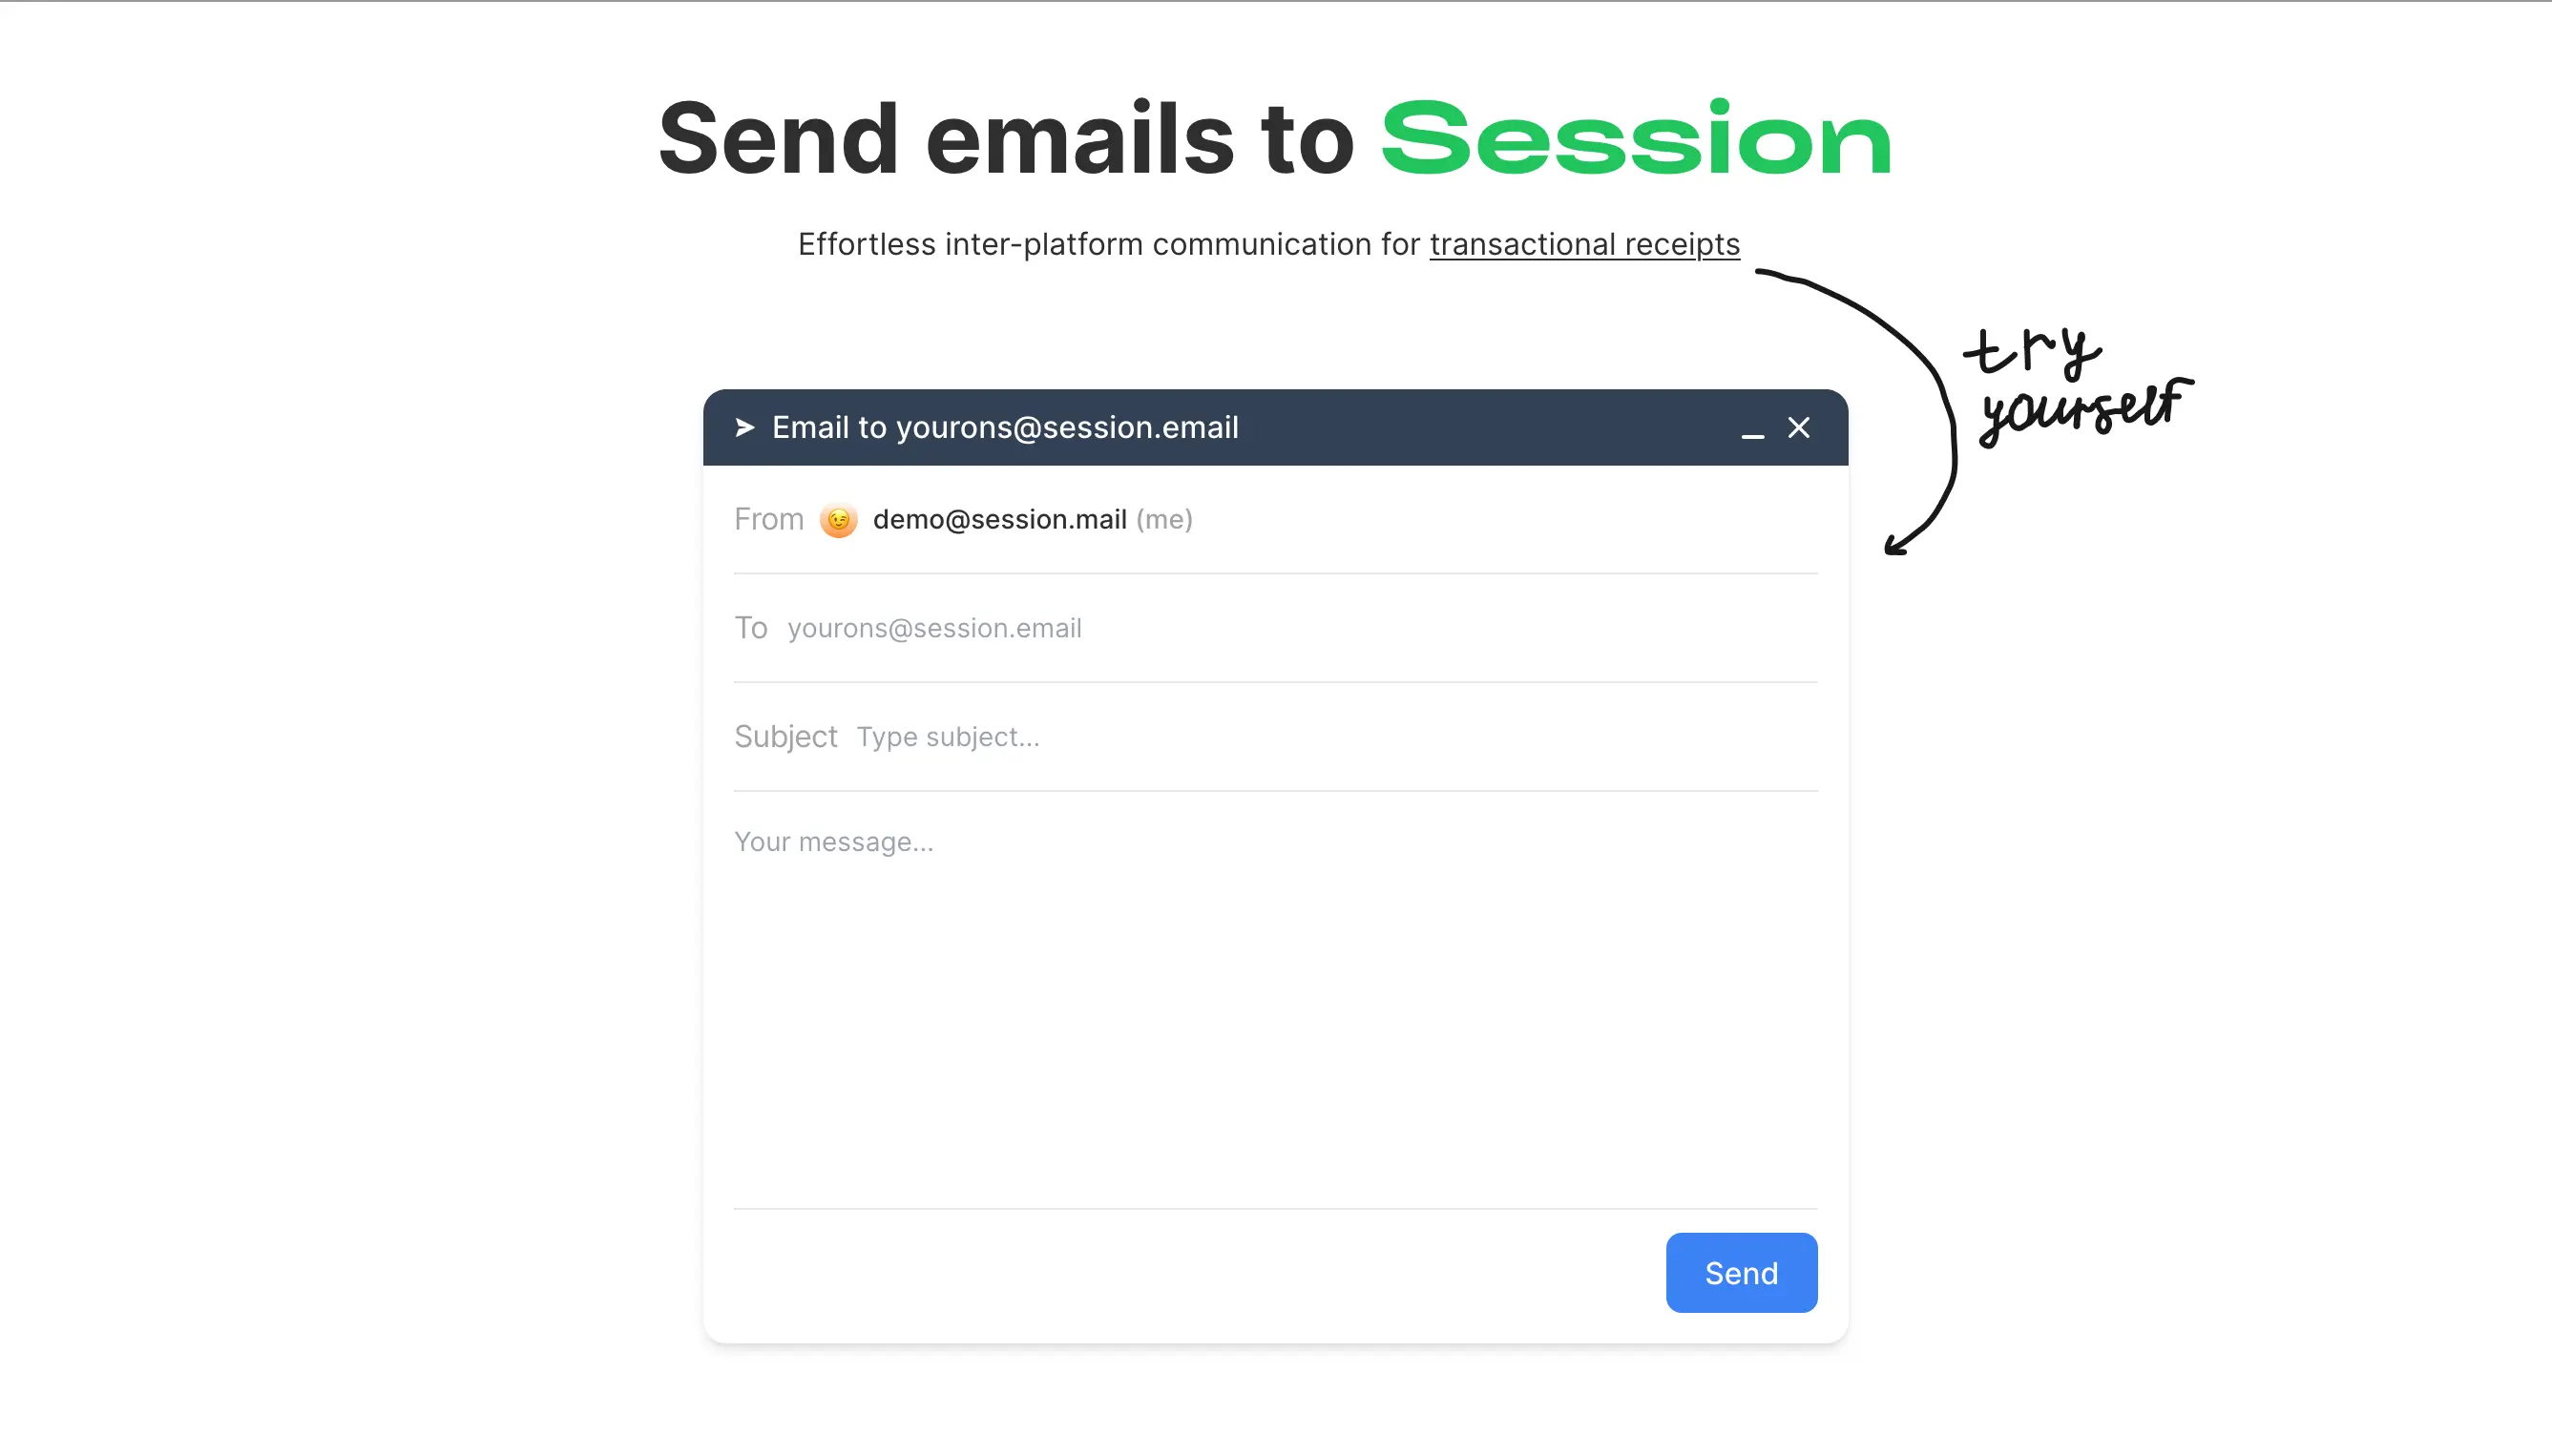 Send emails to Session
Effortless inter-platform communication for transactional receipts
try
yourself
Email to yourons@session.email
From demo@session.mail (me)
To yourons@session.email
Subject Type subject...
Your message...
Send